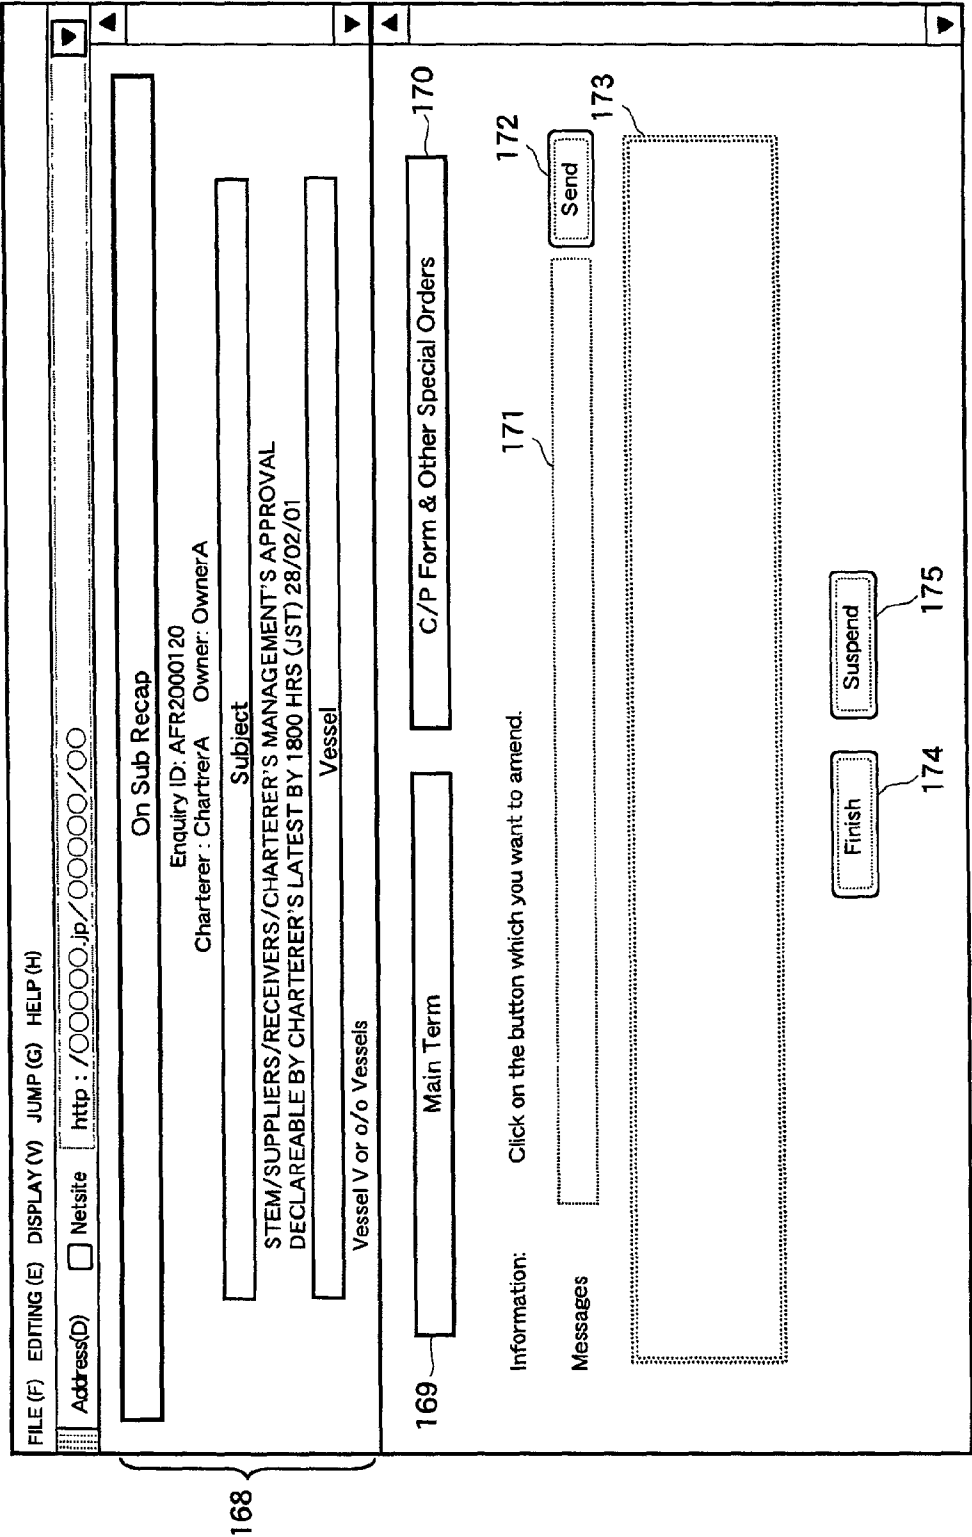 FILE (F) EDITING (E) DISPLAY (V) JUMP (G) HELP (H)
Address(D) Netsite http : /○○○○○.jp/○○○○○/○○
On Sub Recap
Enquiry ID: AFR2000120
Charterer : ChartrerA Owner: OwnerA
Subject
STEM/SUPPLIERS/RECEIVERS/CHARTERER'S MANAGEMENT'S APPROVAL
DECLAREABLE BY CHARTERER'S LATEST BY 1800 HRS (JST) 28/02/01
Vessel
Vessel V or o/o Vessels
168
169
Main Term
C/P Form & Other Special Orders
170
Information: Click on the button which you want to amend.
171
172
Messages
Send
173
Finish
Suspend
174
175